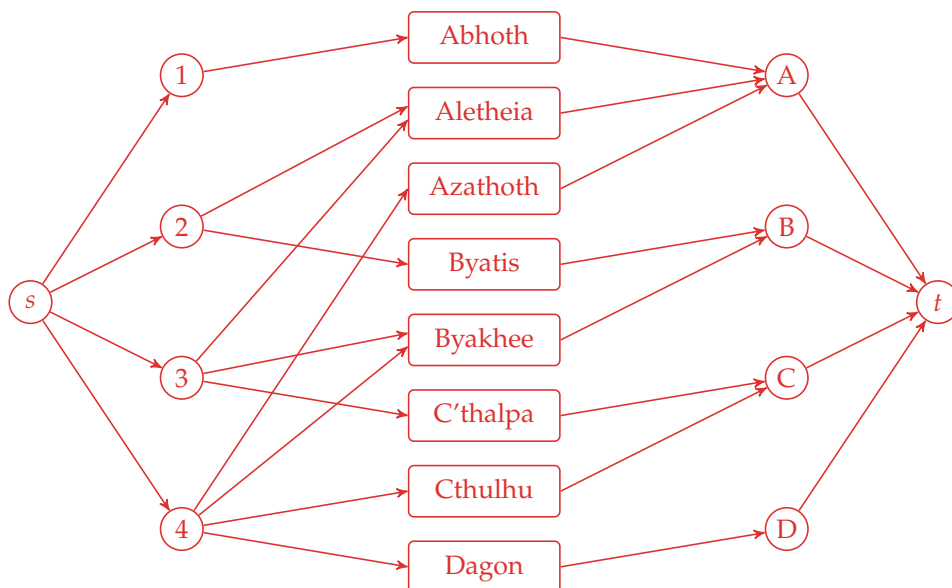 s
1
2
3
4
Abhoth
Aletheia
Azathoth
Byatis
Byakhee
C'thalpa
Cthulhu
Dagon
A
B
C
D
t